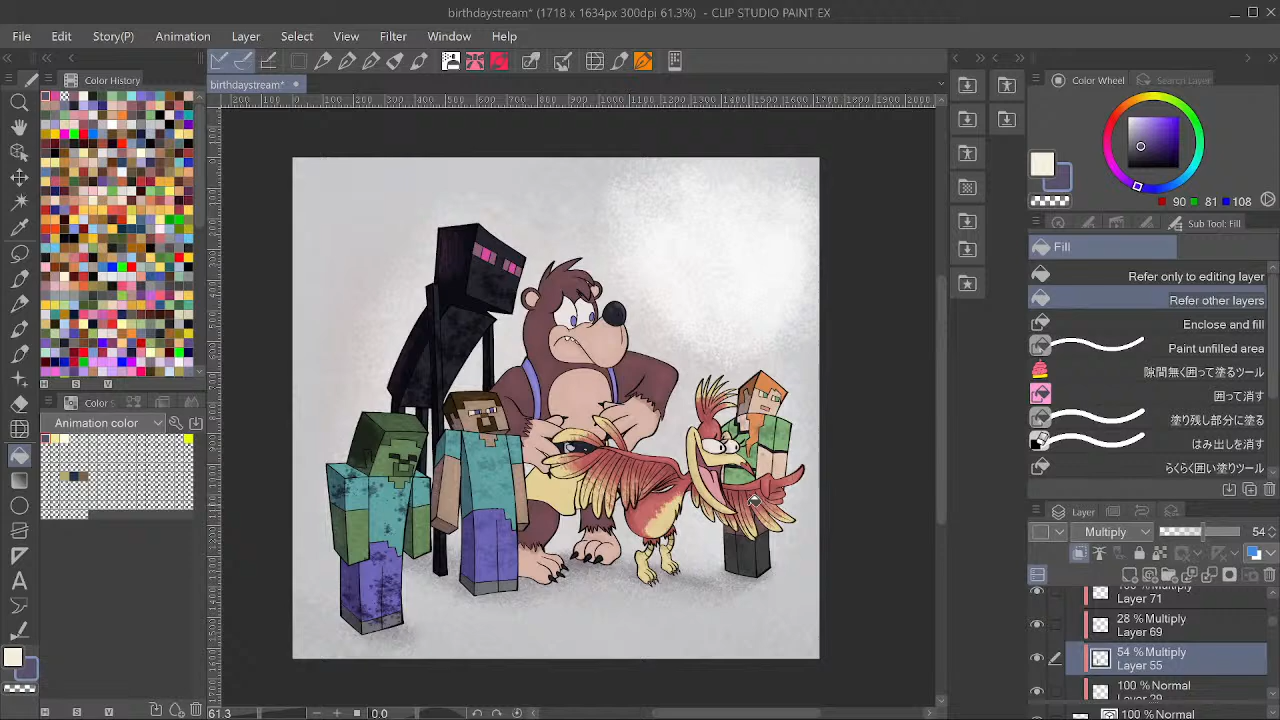 birthdaystream* (1718 x 1634px 300dpi 61.3%) - CLIP STUDIO PAINT EX
File Edit Story(P) Animation Layer Select View Filter Window Help
Color History
birthdaystream*
Color Wheel
Search Layer
90 81 108
Sub Tool: Fill
Fill
Refer only to editing layer
Refer other layers
Enclose and fill
Paint unfilled area
隙間無く囲って塗るツール
囲って消す
塗り残し部分に塗る
はみ出しを消す
らくらく囲い塗りツール
H S V
Color S
Animation color
Layer
Multiply 54
Layer 71
28 % Multiply
Layer 69
54 % Multiply
Layer 55
100 % Normal
Layer 29
100 % Normal
H S V
61.3 0.0